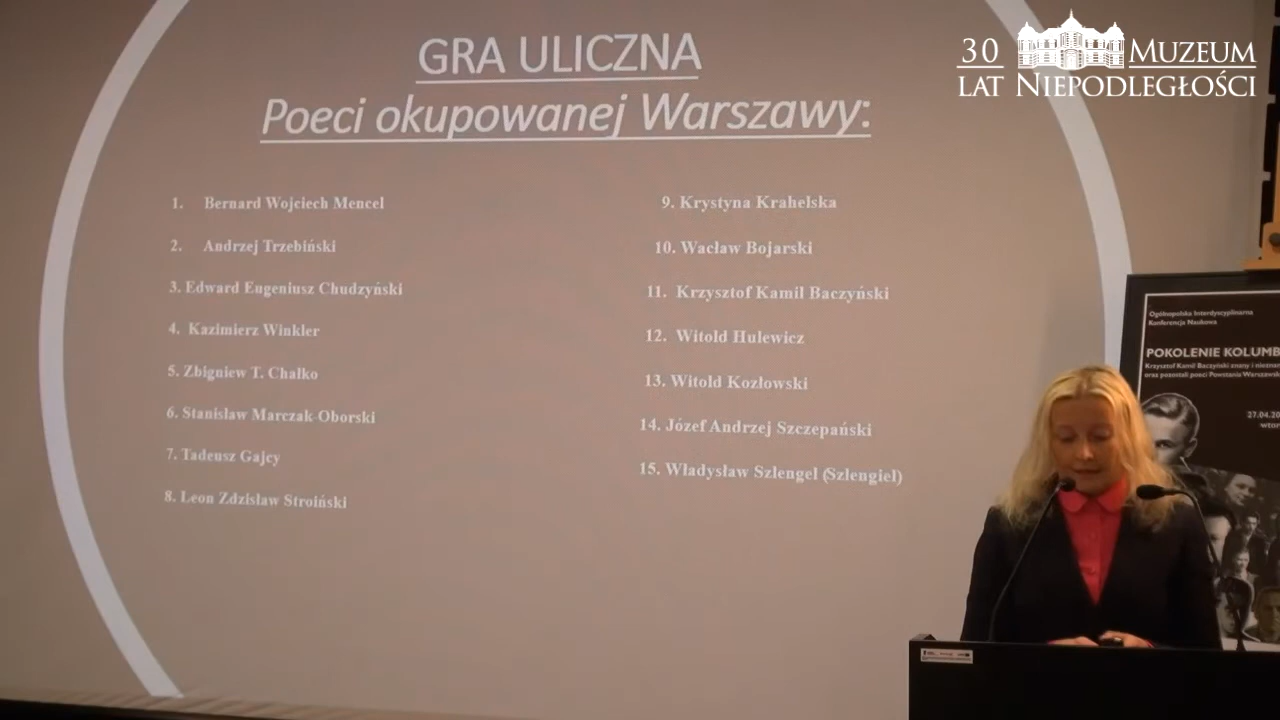 GRA ULICZNA
Poeci okupowanej Warszawy:
1. Bernard Wojciech Mencel
2. Andrzej Trzebiński
3. Edward Eugeniusz Chudzyński
4. Kazimierz Winkler
5. Zbigniew T. Chałko
6. Stanisław Marczak-Oborski
7. Tadeusz Gajcy
8. Leon Zdzisław Stroiński
9. Krystyna Krahelska
10. Wacław Bojarski
11. Krzysztof Kamil Baczyński
12. Witold Hulewicz
13. Witold Kozłowski
14. Józef Andrzej Szczepański
15. Władysław Szlengel (Szlengiel)
30 MUZEUM
LAT NIEPODLEGŁOŚCI
Ogólnopolska Interdyscyplinarna
Konferencja Naukowa
POKOLENIE KOLUMB
Krzysztof Kamil Baczyński znany i nieznon
oraz pozostali poeci Powstania Warszawsk
27.04.20
wtor